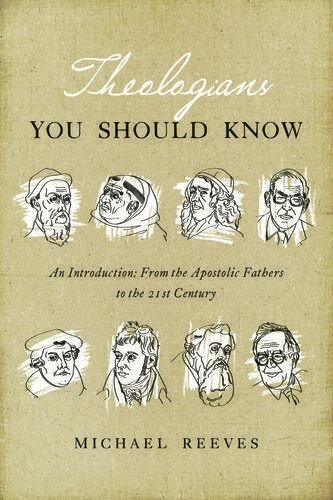 Theologians
YOU SHOULD KNOW
An Introduction: From the Apostolic Fathers
to the 21st Century
MICHAEL REEVES